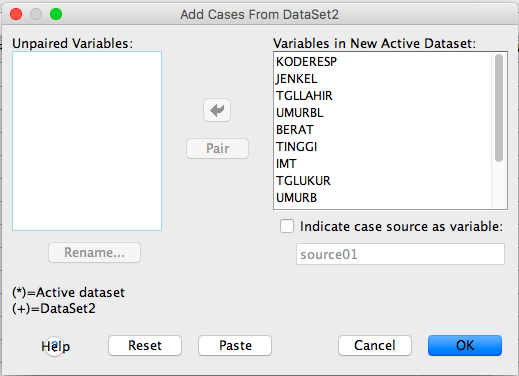 Add Cases From DataSet2
Unpaired Variables:
Variables in New Active Dataset:
KODERESP
JENKEL
TGLLAHIR
UMURBL
BERAT
TINGGI
IMT
TGLUKUR
UMURB
Pair
Indicate case source as variable:
source01
Rename...
(*)=Active dataset
(+)=DataSet2
Help
Reset
Paste
Cancel
OK